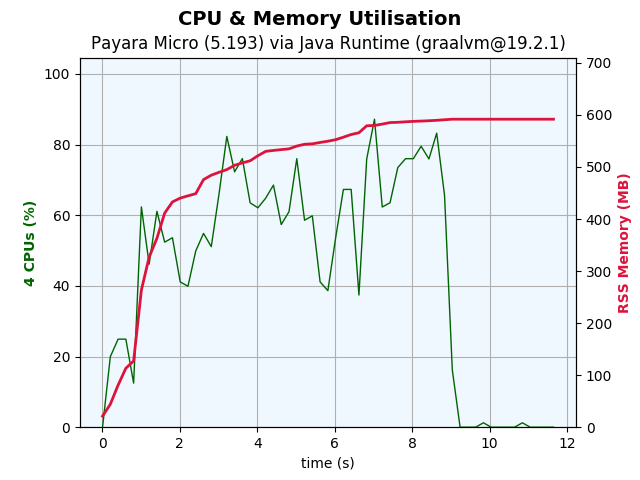 CPU & Memory Utilisation
Payara Micro (5.193) via Java Runtime (graalvm@19.2.1)
100
80
60
40
20
0
4 CPUs (%)
700
600
500
400
300
200
100
0
RSS Memory (MB)
0 2 4 6 8 10 12
time (s)